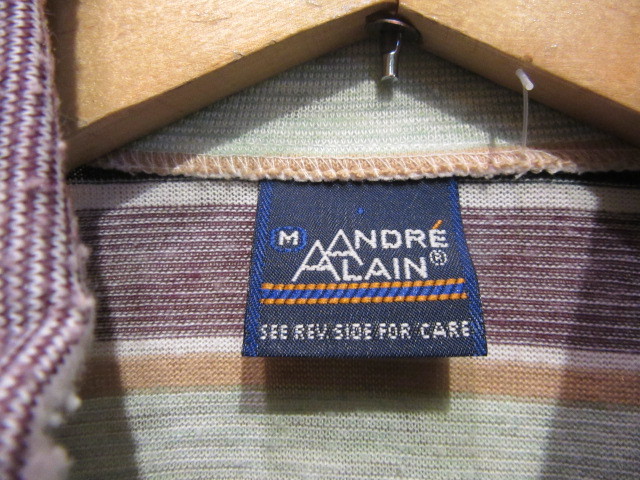 M
ANDRÉ
ALAIN®
SEE REV. SIDE FOR CARE